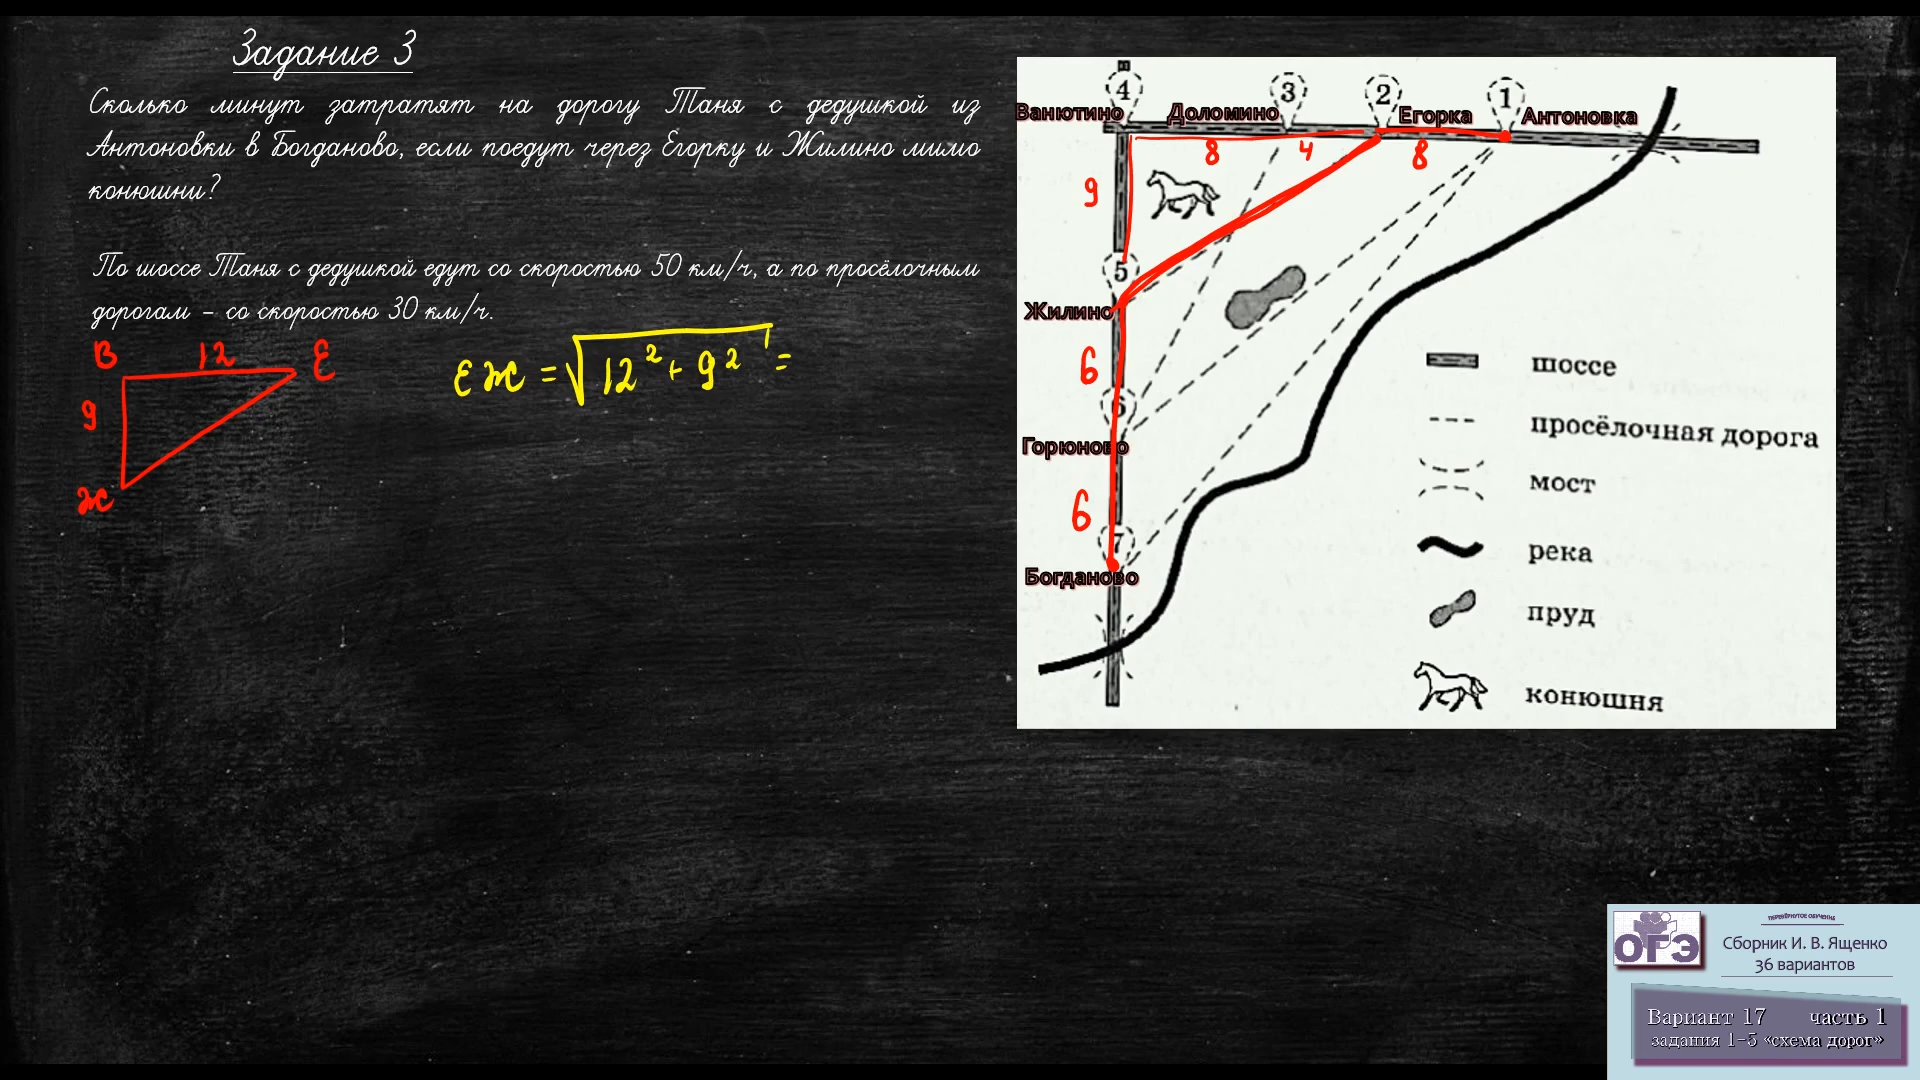 Задание 3
Сколько минут затратят на дорогу Таня с дедушкой из
Антоновки в Богданово, если поедут через Егорку и Жилино мимо
конюшни?
По шоссе Таня с дедушкой едут со скоростью 50 км/ч, а по просёлочным
дорогам – со скоростью 30 км/ч.
В 12 Е
9
Ж
ЕЖ = √12² + 9² =
4 3 2 1
Ванютино Доломино Егорка Антоновка
8 4 8
9
5
Жилино
6
6
Горюново
6
7
Богданово
шоссе
просёлочная дорога
мост
река
пруд
конюшня
ПЕРЕВЁРНУТОЕ ОБУЧЕНИЕ
ОГЭ
Сборник И. В. Ященко
36 вариантов
Вариант 17 часть 1
задания 1-5 «схема дорог»